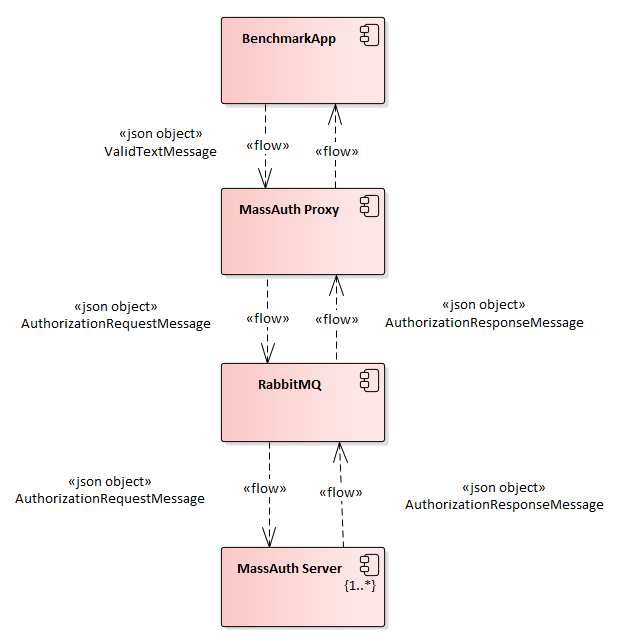 BenchmarkApp
«json object»
ValidTextMessage
«flow»
«flow»
MassAuth Proxy
«json object»
AuthorizationRequestMessage
«flow»
«flow»
«json object»
AuthorizationResponseMessage
RabbitMQ
«json object»
AuthorizationRequestMessage
«flow»
«flow»
«json object»
AuthorizationResponseMessage
MassAuth Server
{1..*}